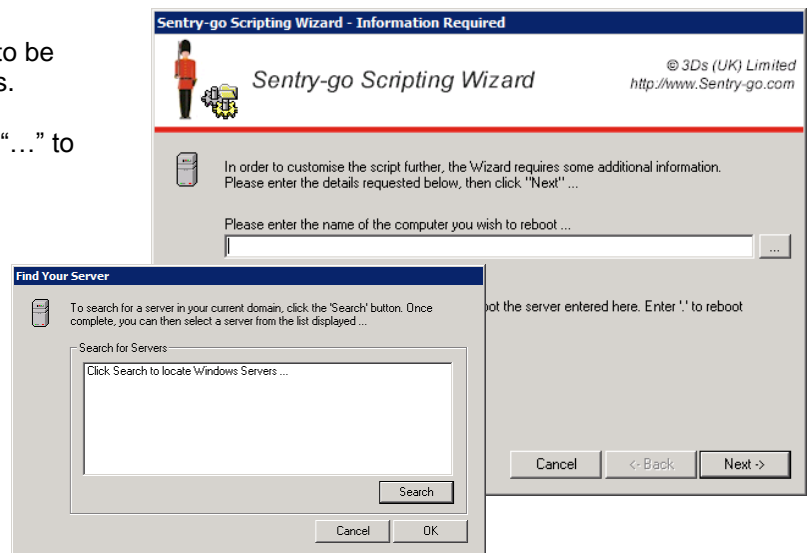 to be
s.
“…” to
Sentry-go Scripting Wizard - Information Required
Sentry-go Scripting Wizard
© 3Ds (UK) Limited
http://www.Sentry-go.com
In order to customise the script further, the Wizard requires some additional information.
Please enter the details requested below, then click "Next" ...
Please enter the name of the computer you wish to reboot ...
...
oot the server entered here. Enter '.' to reboot
Cancel
<- Back
Next ->
Find Your Server
To search for a server in your current domain, click the 'Search' button. Once
complete, you can then select a server from the list displayed ...
Search for Servers
Click Search to locate Windows Servers ...
Search
Cancel
OK